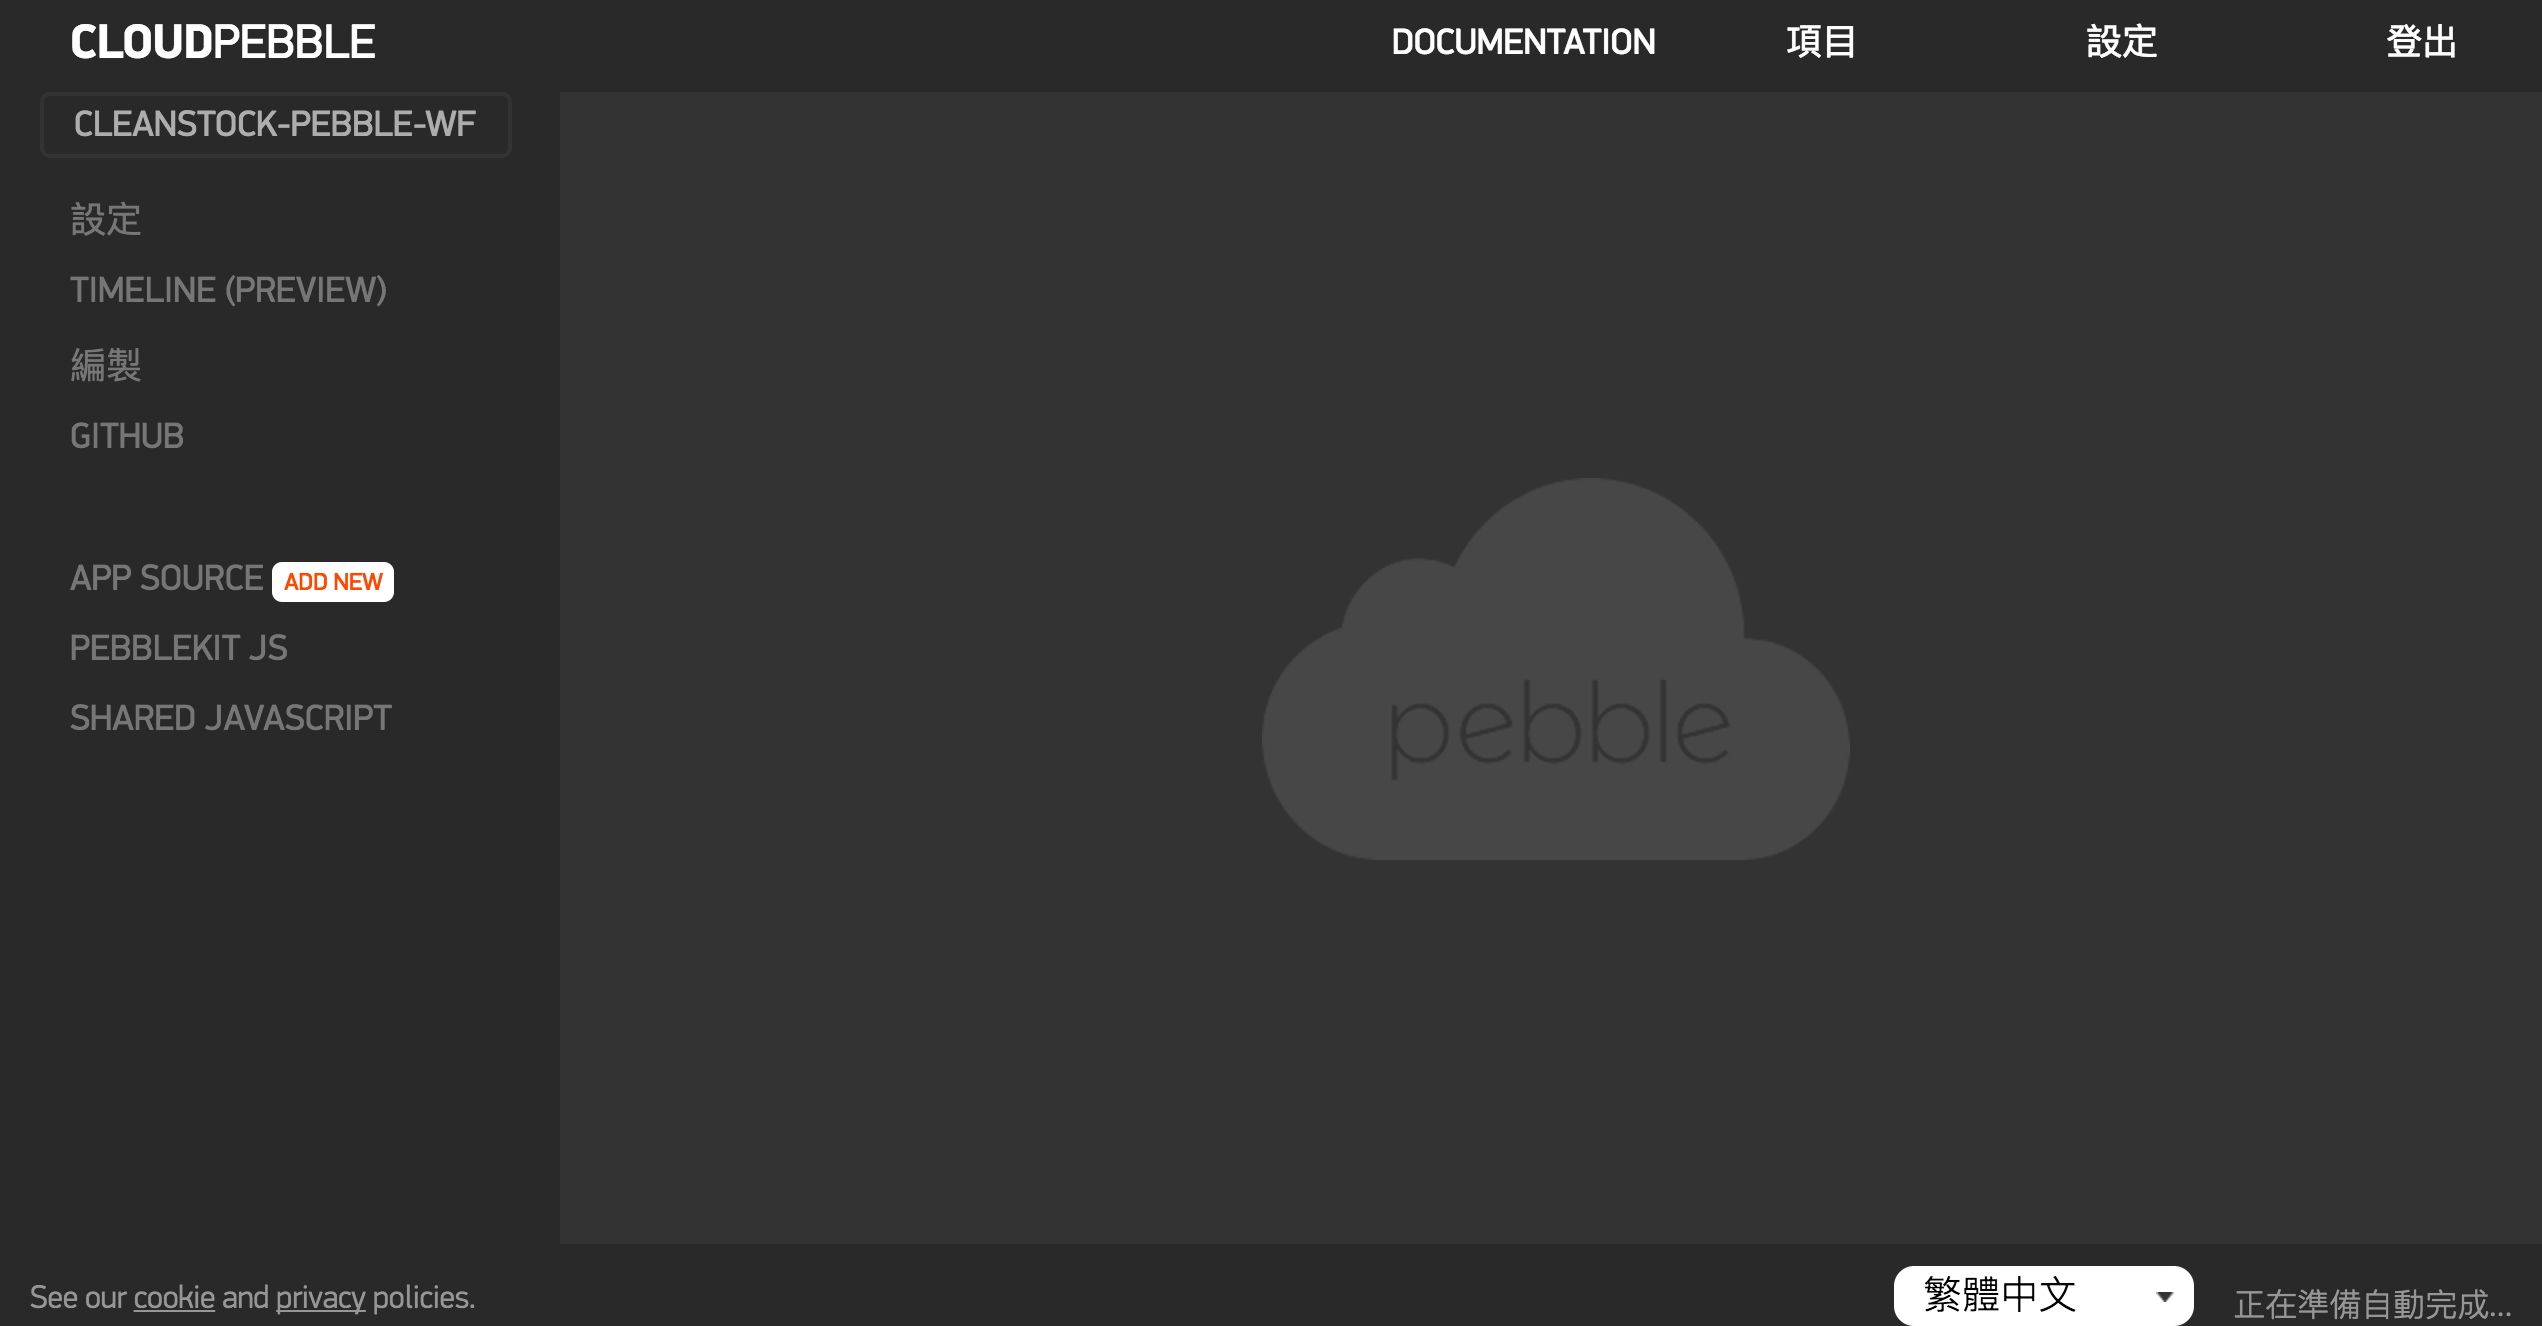 CLOUDPEBBLE
DOCUMENTATION 項目 設定 登出
CLEANSTOCK-PEBBLE-WF
設定
TIMELINE (PREVIEW)
編製
GITHUB
APP SOURCE ADD NEW
PEBBLEKIT JS
SHARED JAVASCRIPT
pebble
See our cookie and privacy policies.
繁體中文
正在準備自動完成...